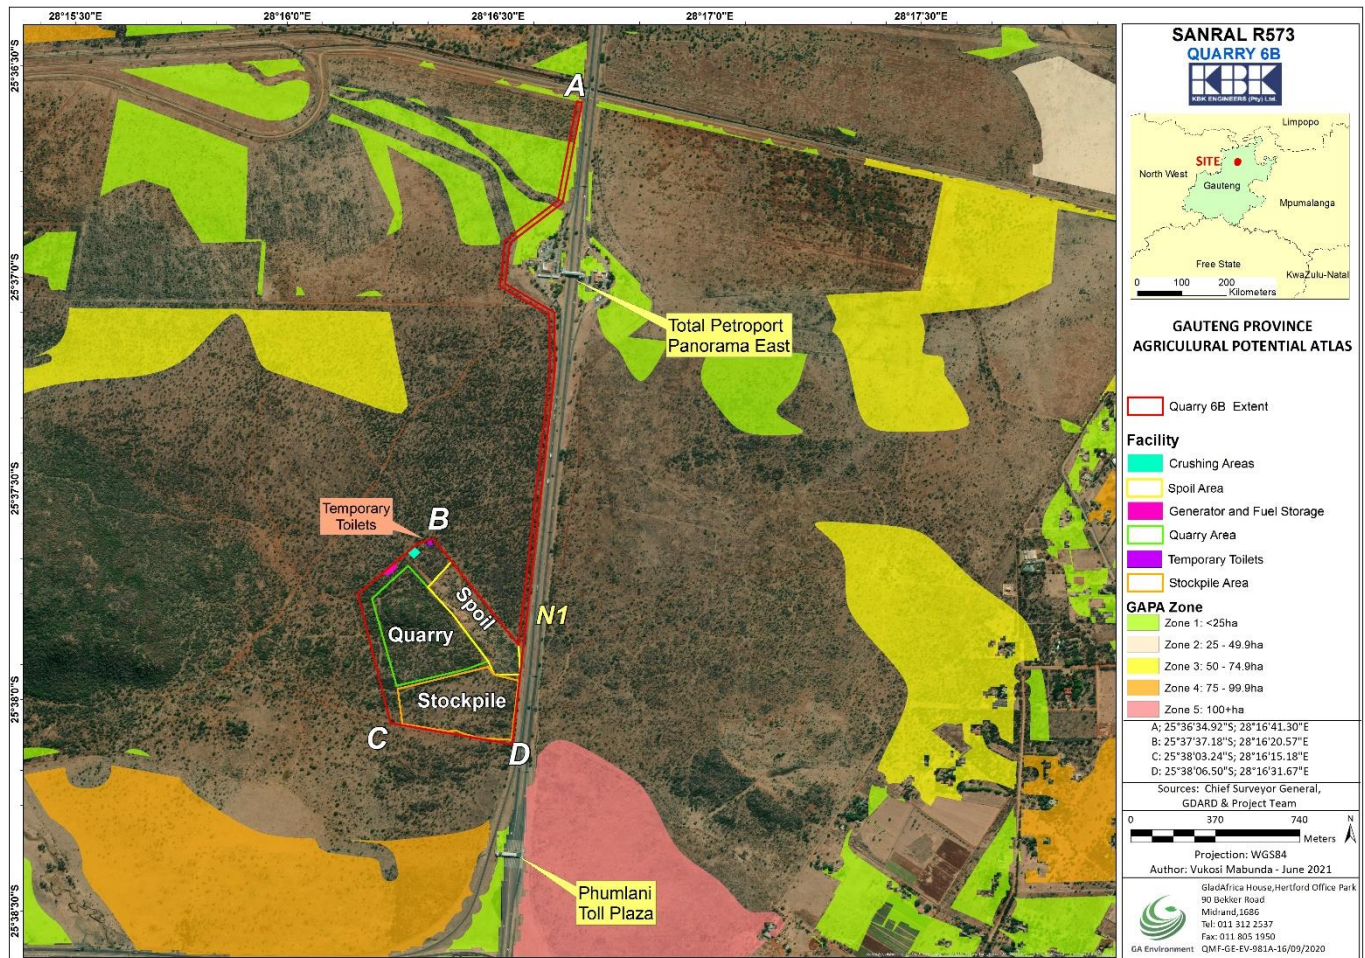 28°15'30"E
28°16'0"E
28°16'30"E
28°17'0"E
28°17'30"E
25°36'30"S
25°37'0"S
25°37'30"S
25°38'0"S
25°38'30"S
A
Total Petroport
Panorama East
Temporary
Toilets
B
Spoil
N1
Quarry
Stockpile
C
D
Phumlani
Toll Plaza
SANRAL R573
QUARRY 6B
KBK
KBK ENGINEERS (Pty) Ltd.
Limpopo
SITE
North West
Gauteng
Mpumalanga
Free State
KwaZulu-Natal
0 100 200
Kilometers
GAUTENG PROVINCE
AGRICULURAL POTENTIAL ATLAS
Quarry 6B Extent
Facility
Crushing Areas
Spoil Area
Generator and Fuel Storage
Quarry Area
Temporary Toilets
Stockpile Area
GAPA Zone
Zone 1: <25ha
Zone 2: 25 - 49.9ha
Zone 3: 50 - 74.9ha
Zone 4: 75 - 99.9ha
Zone 5: 100+ha
A; 25°36'34.92"S; 28°16'41.30"E
B: 25°37'37.18"S; 28°16'20.57"E
C: 25°38'03.24"S; 28°16'15.18"E
D: 25°38'06.50"S; 28°16'31.67"E
Sources: Chief Surveyor General,
GDARD & Project Team
0 370 740
Meters
N
Projection: WGS84
Author: Vukosi Mabunda - June 2021
GladAfrica House,Hertford Office Park
90 Bekker Road
Midrand,1686
Tel: 011 312 2537
Fax: 011 805 1950
GA Environment QMF-GE-EV-981A-16/09/2020